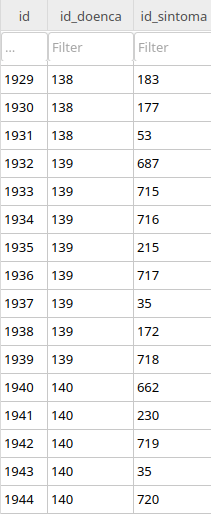 id id_doenca id_sintoma
... Filter Filter
1929 138 183
1930 138 177
1931 138 53
1932 139 687
1933 139 715
1934 139 716
1935 139 215
1936 139 717
1937 139 35
1938 139 172
1939 139 718
1940 140 662
1941 140 230
1942 140 719
1943 140 35
1944 140 720